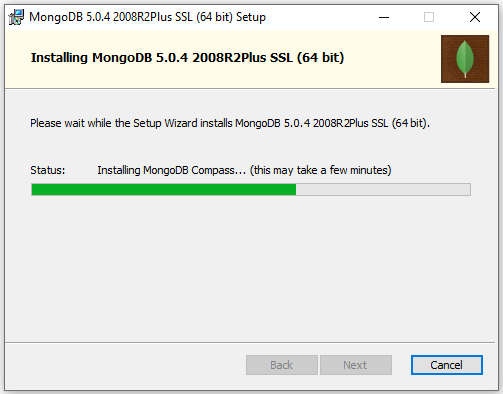 MongoDB 5.0.4 2008R2Plus SSL (64 bit) Setup
Installing MongoDB 5.0.4 2008R2Plus SSL (64 bit)
Please wait while the Setup Wizard installs MongoDB 5.0.4 2008R2Plus SSL (64 bit).
Status: Installing MongoDB Compass... (this may take a few minutes)
Back Next Cancel